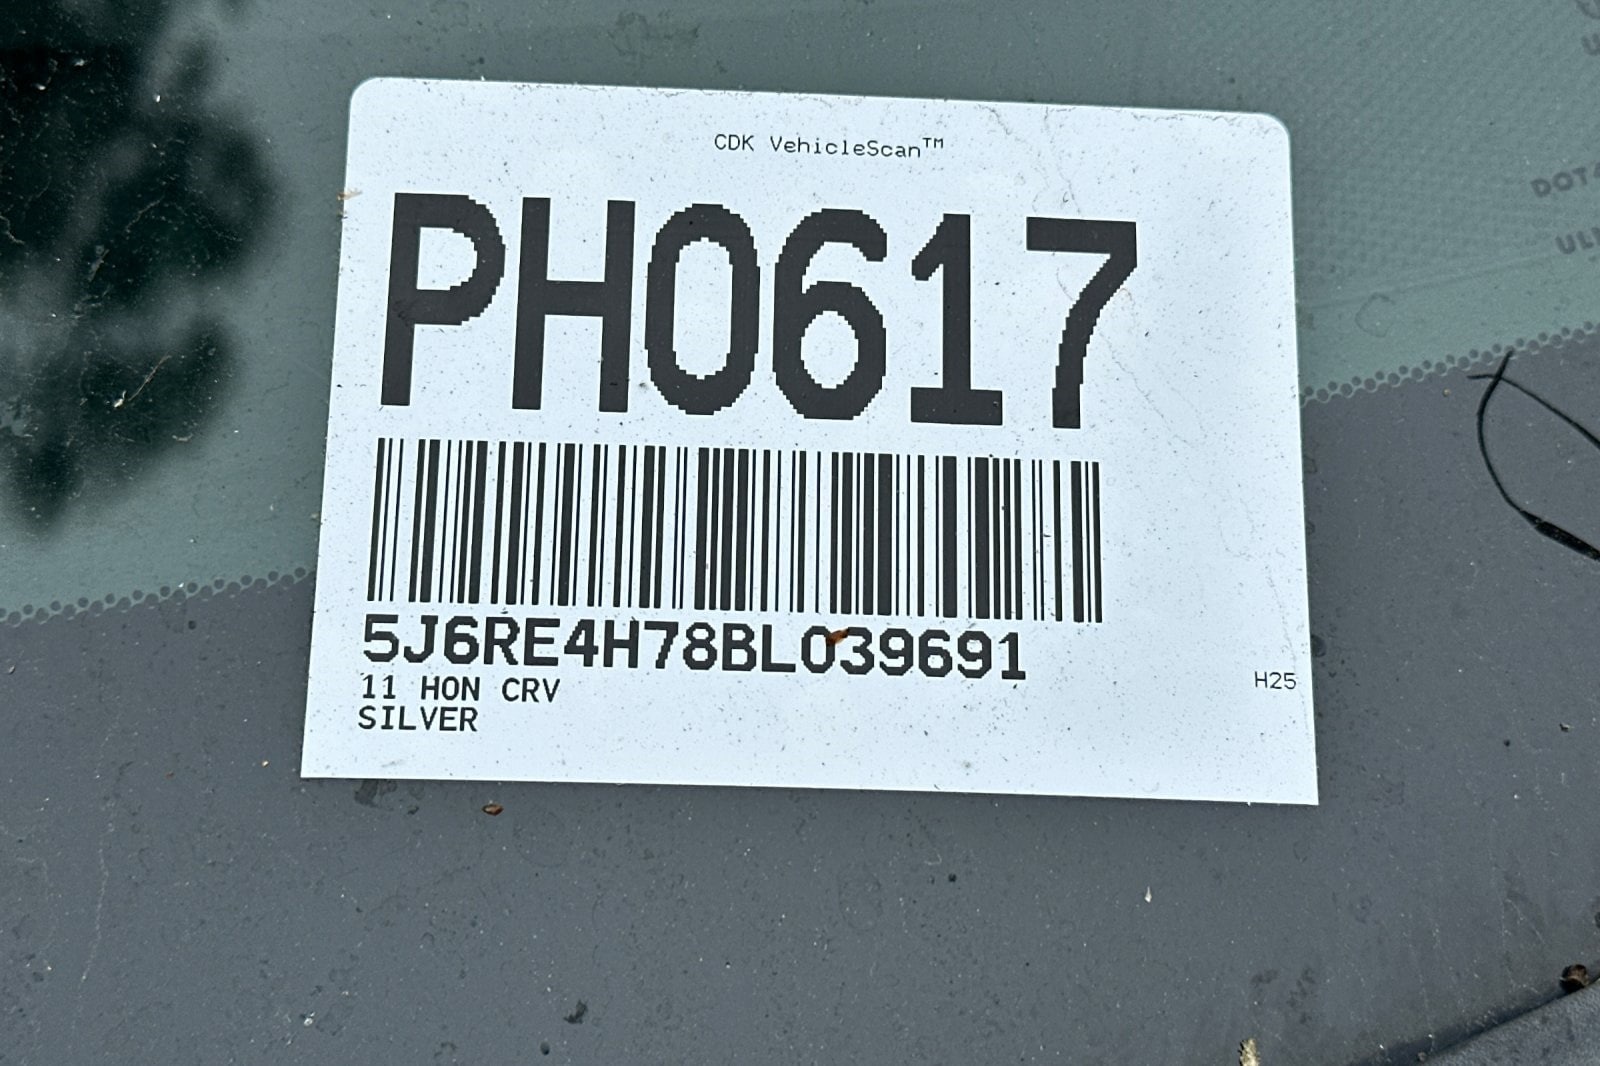 CDK VehicleScan™
PH0617
5J6RE4H78BL039691
11 HON CRV
SILVER
H25